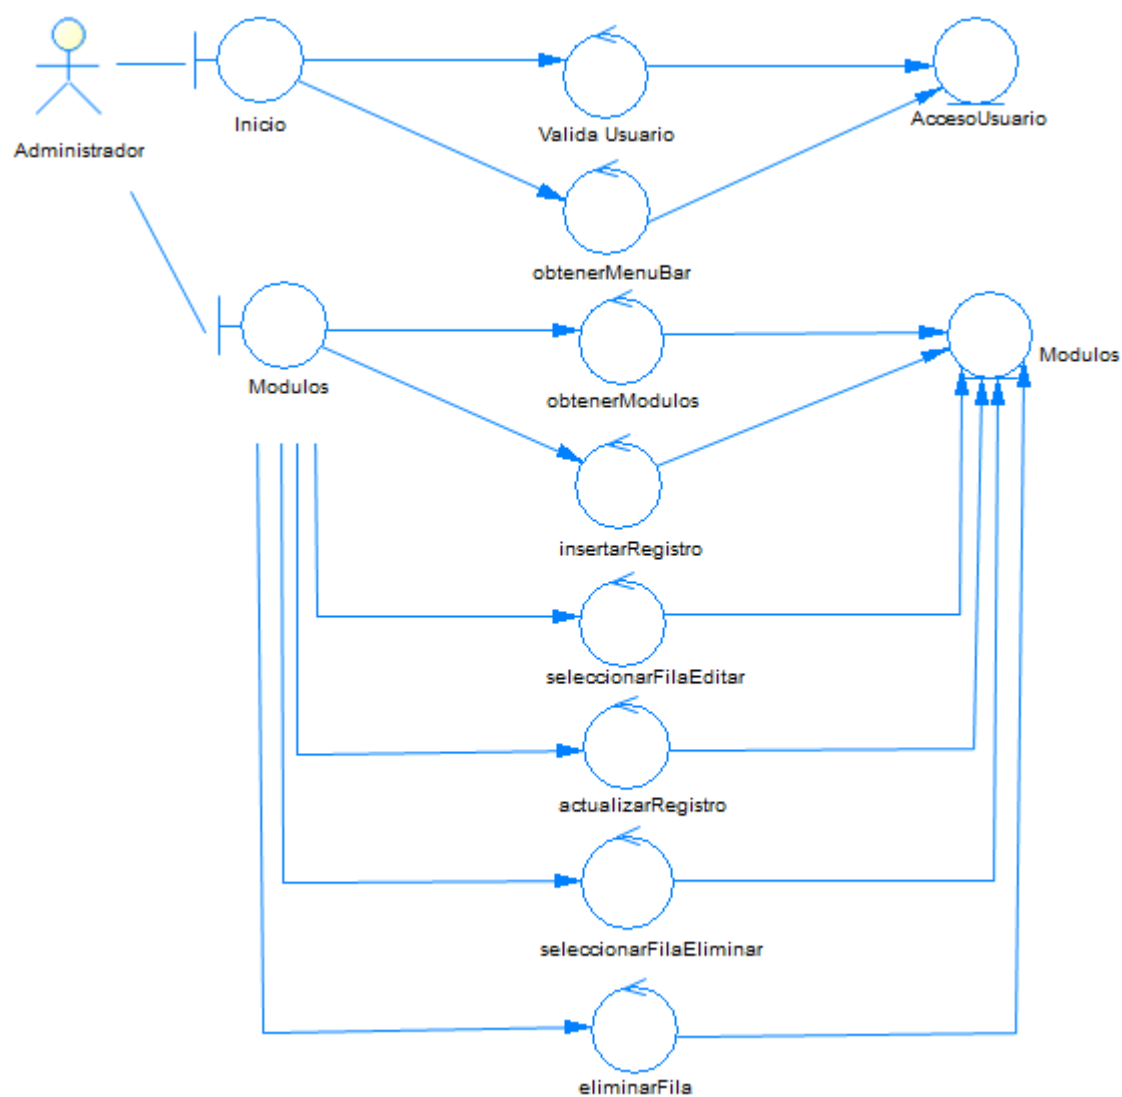 Administrador
Inicio
Valida Usuario
AccesoUsuario
obtenerMenuBar
Modulos
obtenerModulos
Modulos
insertarRegistro
seleccionarFilaEditar
actualizarRegistro
seleccionarFilaEliminar
eliminarFila